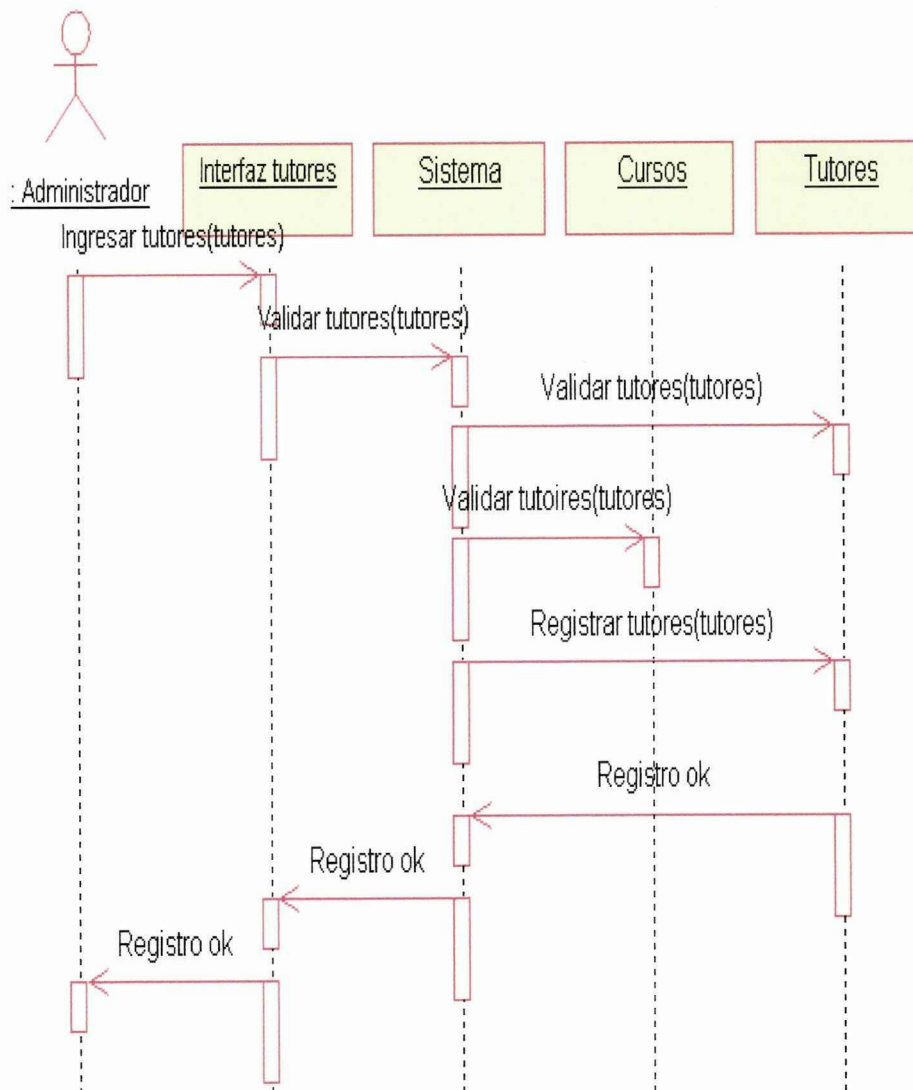 : Administrador
Interfaz tutores
Sistema
Cursos
Tutores
Ingresar tutores(tutores)
Validar tutores(tutores)
Validar tutores(tutores)
Validar tutoires(tutores)
Registrar tutores(tutores)
Registro ok
Registro ok
Registro ok